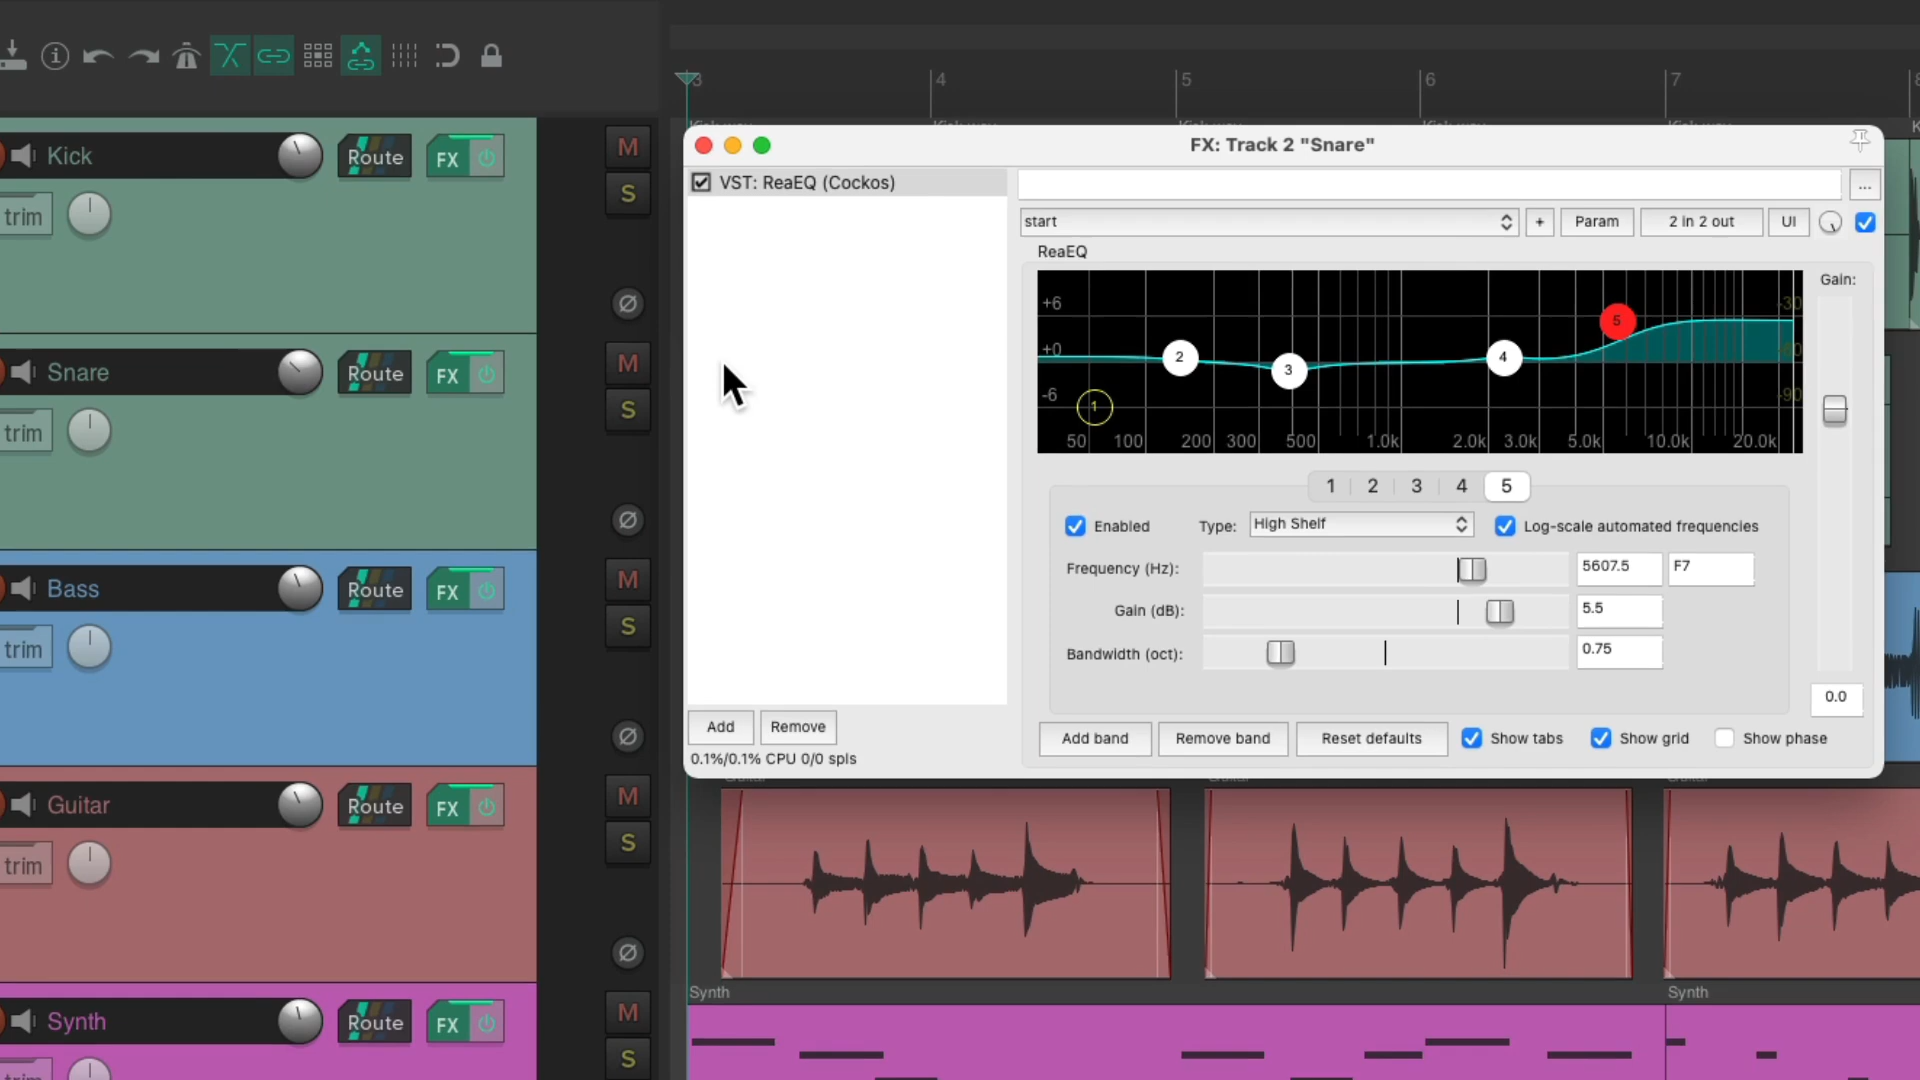 3
4
5
6
7
8
Kick
Route
FX
M
S
trim
Snare
Route
FX
M
S
trim
Bass
Route
FX
M
S
trim
Guitar
Route
FX
M
S
trim
Synth
Route
FX
M
S
FX: Track 2 "Snare"
VST: ReaEQ (Cockos)
...
start
+
Param
2 in 2 out
UI
ReaEQ
Gain:
+6
+0
-6
-30
-60
-90
1
2
3
4
5
50 100 200 300 500 1.0k 2.0k 3.0k 5.0k 10.0k 20.0k
1 2 3 4 5
Enabled
Type: High Shelf
Log-scale automated frequencies
Frequency (Hz): 5607.5 F7
Gain (dB): 5.5
Bandwidth (oct): 0.75
0.0
Add Remove
Add band Remove band Reset defaults Show tabs Show grid Show phase
0.1%/0.1% CPU 0/0 spls
Synth
Synth